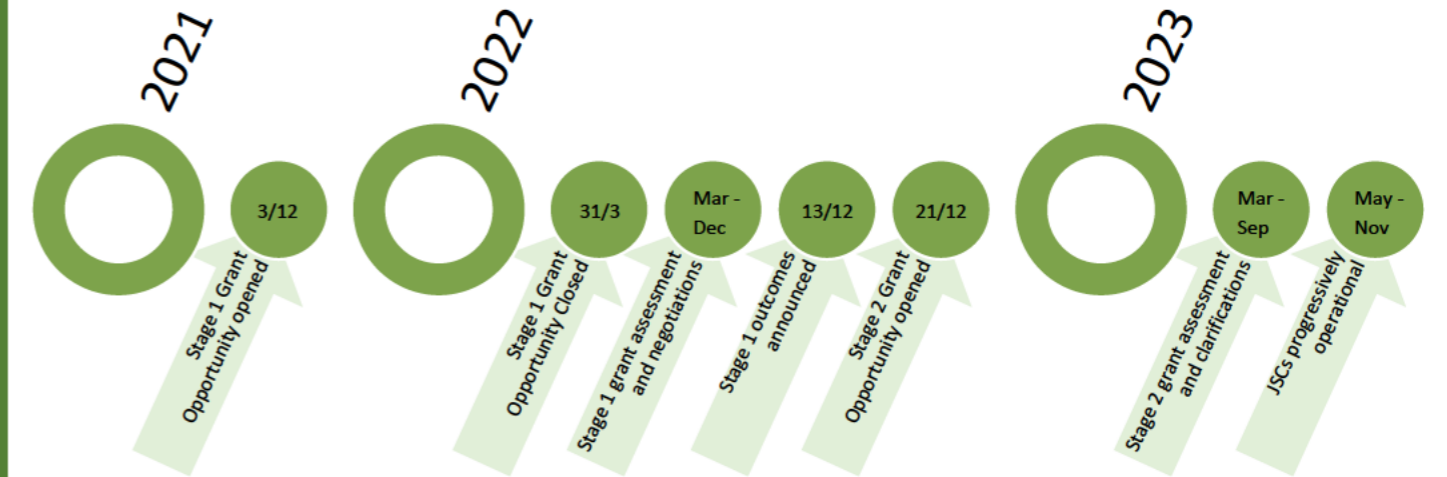 2021
3/12
Stage 1 Grant
Opportunity opened
2022
31/3
Stage 1 Grant
Opportunity Closed
Mar -
Dec
Stage 1 grant assessment
and negotiations
13/12
Stage 1 outcomes
announced
21/12
Stage 2 Grant
Opportunity opened
2023
Mar -
Sep
Stage 2 grant assessment
and clarifications
May -
Nov
JSCs progressively
operational